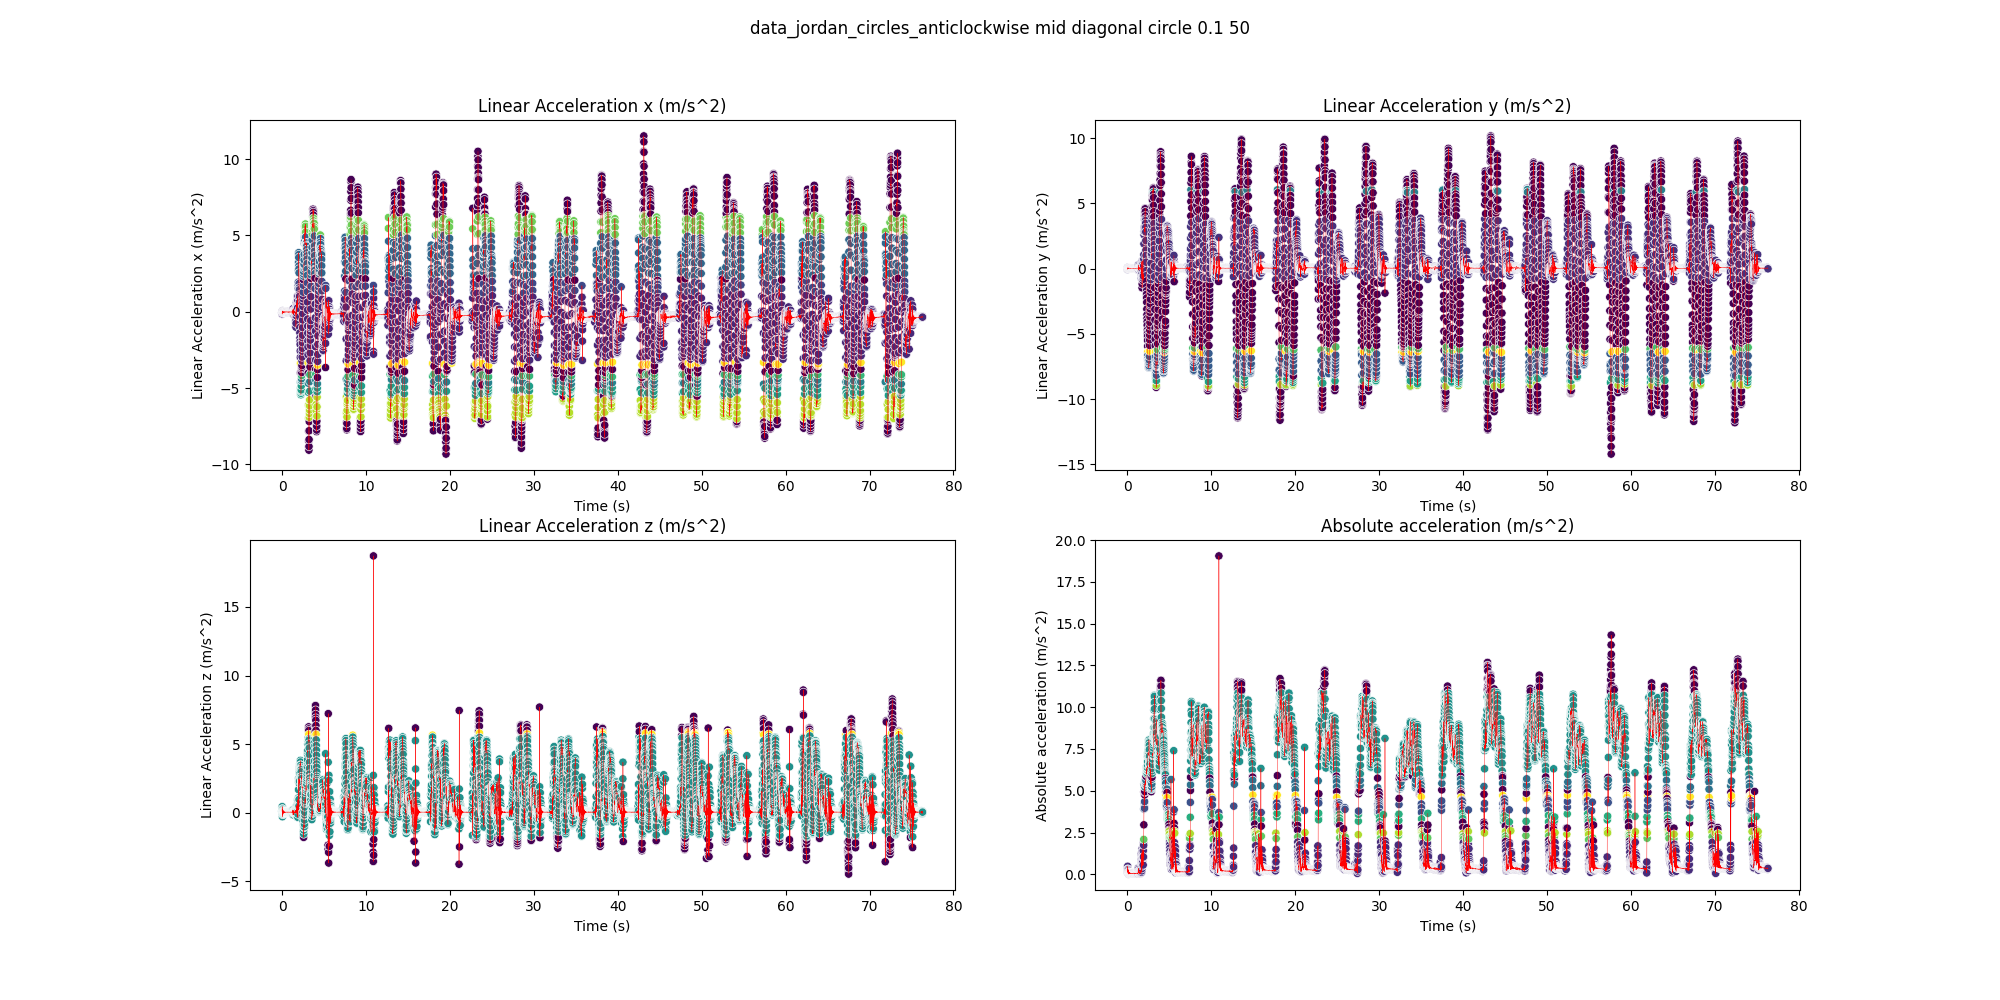 data_jordan_circles_anticlockwise mid diagonal circle 0.1 50
Linear Acceleration x (m/s^2)
Linear Acceleration x (m/s^2)
10
5
0
−5
−10
0 10 20 30 40 50 60 70 80
Time (s)
Linear Acceleration y (m/s^2)
Linear Acceleration y (m/s^2)
10
5
0
−5
−10
−15
0 10 20 30 40 50 60 70 80
Time (s)
Linear Acceleration z (m/s^2)
Linear Acceleration z (m/s^2)
15
10
5
0
−5
0 10 20 30 40 50 60 70 80
Time (s)
Absolute acceleration (m/s^2)
Absolute acceleration (m/s^2)
20.0
17.5
15.0
12.5
10.0
7.5
5.0
2.5
0.0
0 10 20 30 40 50 60 70 80
Time (s)